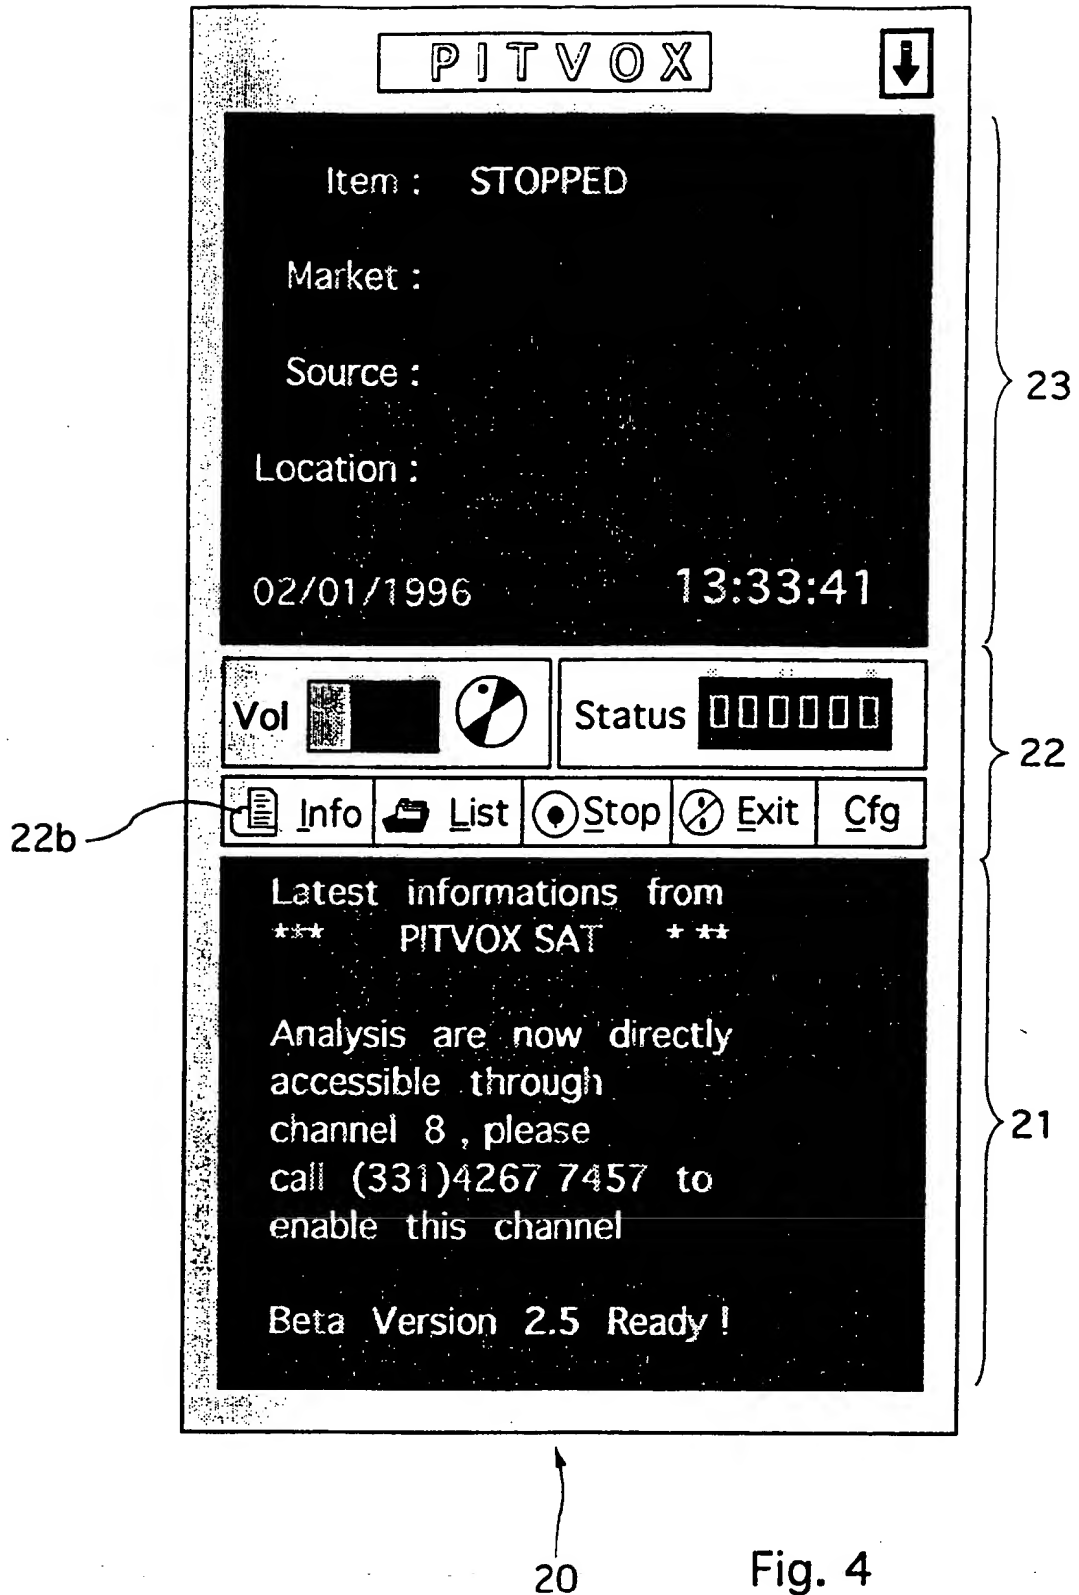 PITVOX
Item : STOPPED
Market :
Source :
Location :
02/01/1996 13:33:41
23
Vol Status
22
Info List Stop Exit Cfg
22b
Latest informations from
*** PITVOX SAT * **
Analysis are now directly
accessible through
channel 8 , please
21
call (331)4267 7457 to
enable this channel
Beta Version 2.5 Ready !
20
Fig. 4